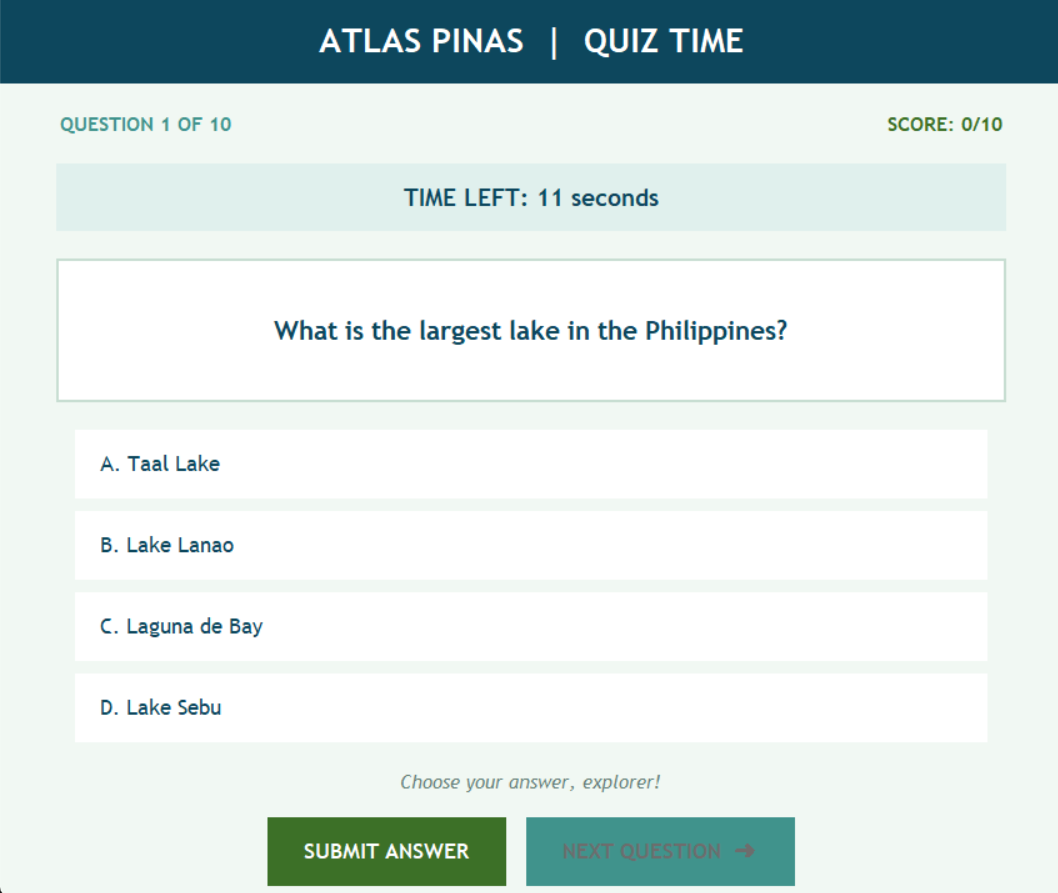 ATLAS PINAS | QUIZ TIME
QUESTION 1 OF 10
SCORE: 0/10
TIME LEFT: 11 seconds
What is the largest lake in the Philippines?
A. Taal Lake
B. Lake Lanao
C. Laguna de Bay
D. Lake Sebu
Choose your answer, explorer!
SUBMIT ANSWER
NEXT QUESTION ➔